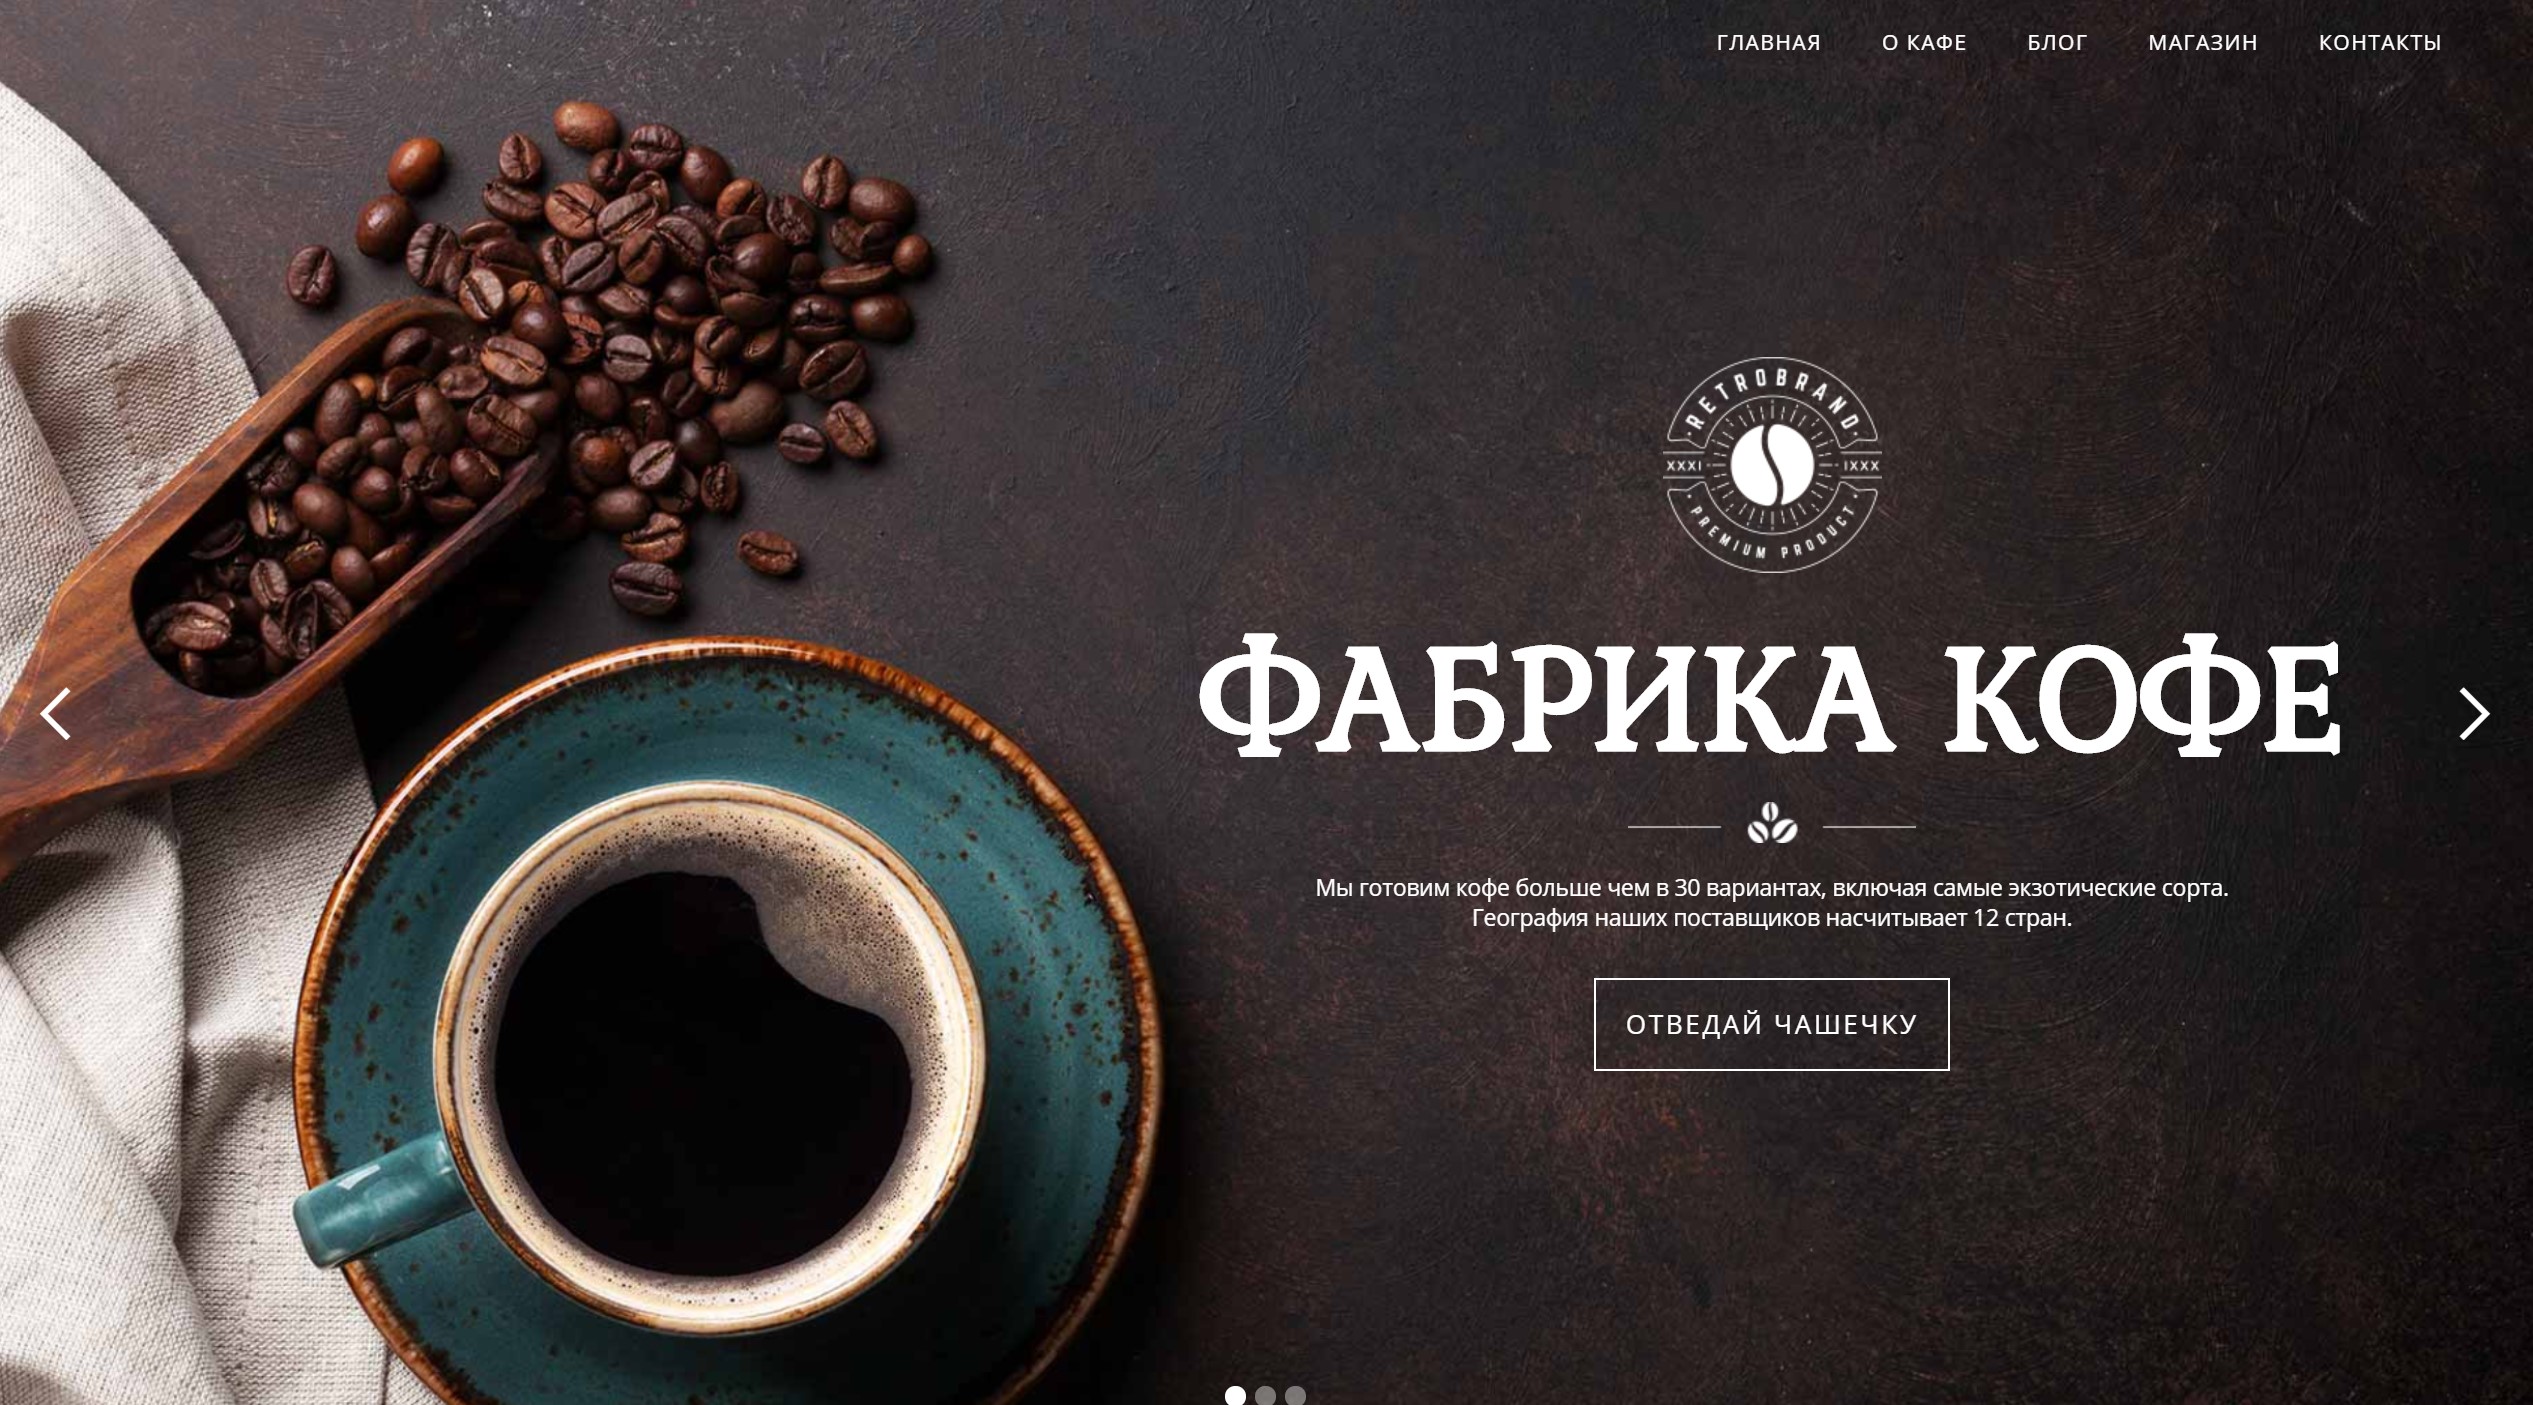 ГЛАВНАЯ О КАФЕ БЛОГ МАГАЗИН КОНТАКТЫ
RETROBRAND
XXXI IXXX
PREMIUM PRODUCT
ФАБРИКА КОФЕ
Мы готовим кофе больше чем в 30 вариантах, включая самые экзотические сорта.
География наших поставщиков насчитывает 12 стран.
ОТВЕДАЙ ЧАШЕЧКУ